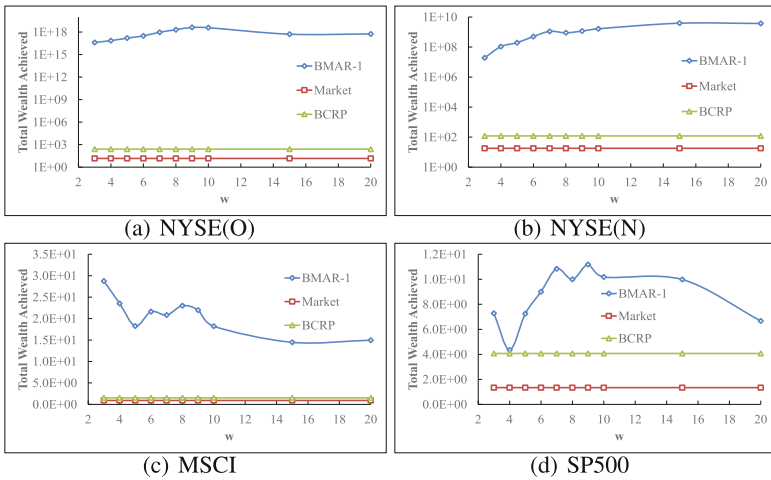 Total Wealth Achieved
1E+18
1E+15
1E+12
1E+09
1E+06
1E+03
1E+00
2 4 6 8 10 12 14 16 18 20
w
BMAR-1
Market
BCRP
(a) NYSE(O)
Total Wealth Achieved
1E+10
1E+08
1E+06
1E+04
1E+02
1E+00
2 4 6 8 10 12 14 16 18 20
w
BMAR-1
Market
BCRP
(b) NYSE(N)
Total Wealth Achieved
3.5E+01
3.0E+01
2.5E+01
2.0E+01
1.5E+01
1.0E+01
5.0E+00
0.0E+00
2 4 6 8 10 12 14 16 18 20
w
BMAR-1
Market
BCRP
(c) MSCI
Total Wealth Achieved
1.2E+01
1.0E+01
8.0E+00
6.0E+00
4.0E+00
2.0E+00
0.0E+00
2 4 6 8 10 12 14 16 18 20
w
BMAR-1
Market
BCRP
(d) SP500